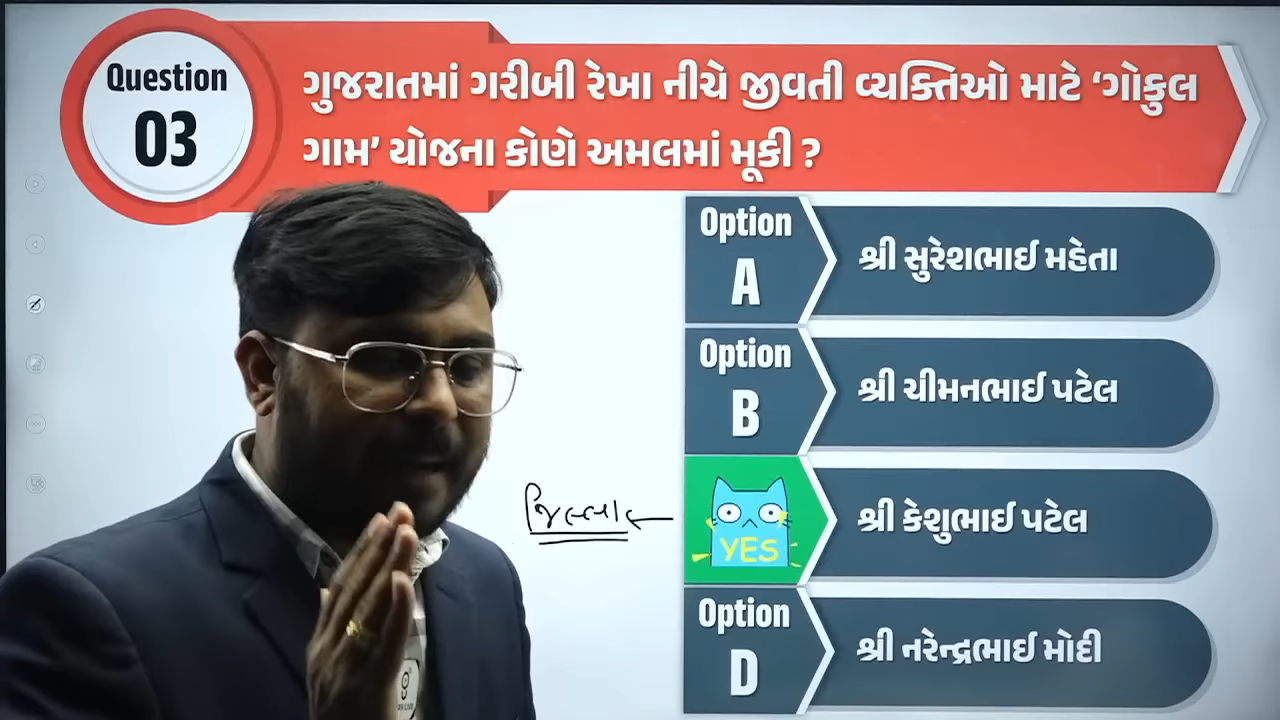 Question
03
ગુજરાતમાં ગરીબી રેખા નીચે જીવતી વ્યક્તિઓ માટે ‘ગોકુલ
ગામ’ યોજના કોણે અમલમાં મૂકી ?
Option
A
શ્રી સુરેશભાઈ મહેતા
Option
B
શ્રી ચીમનભાઈ પટેલ
જિલ્લા
YES
શ્રી કેશુભાઈ પટેલ
Option
D
શ્રી નરેન્દ્રભાઈ મોદી